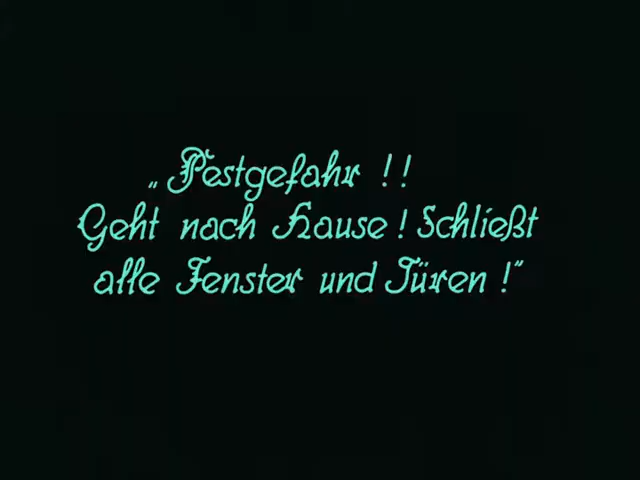 „Pestgefahr !!
Geht nach Hause! Schließt
alle Fenster und Türen!“